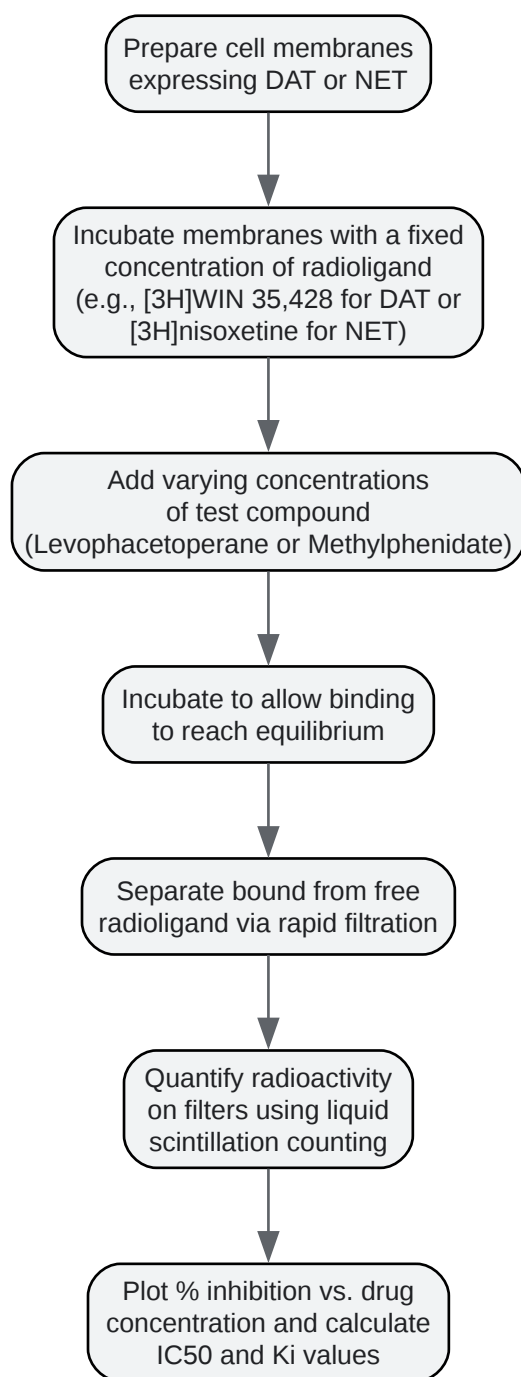 Prepare cell membranes
expressing DAT or NET
Incubate membranes with a fixed
concentration of radioligand
(e.g., [3H]WIN 35,428 for DAT or
[3H]nisoxetine for NET)
Add varying concentrations
of test compound
(Levophacetoperane or Methylphenidate)
Incubate to allow binding
to reach equilibrium
Separate bound from free
radioligand via rapid filtration
Quantify radioactivity
on filters using liquid
scintillation counting
Plot % inhibition vs. drug
concentration and calculate
IC50 and Ki values